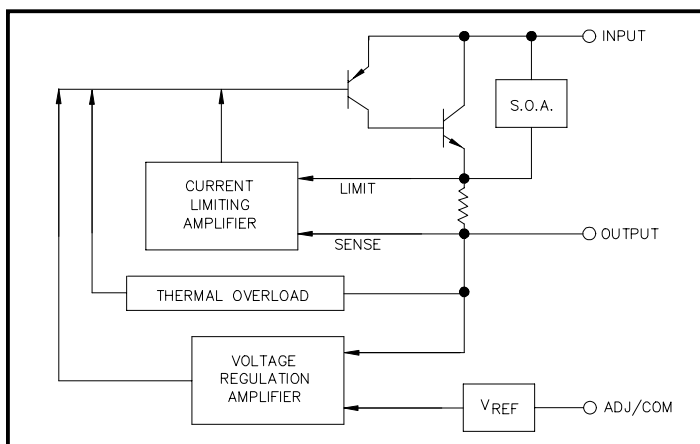 INPUT
S.O.A.
CURRENT
LIMITING
AMPLIFIER
LIMIT
SENSE
OUTPUT
THERMAL OVERLOAD
VOLTAGE
REGULATION
AMPLIFIER
VREF
ADJ/COM